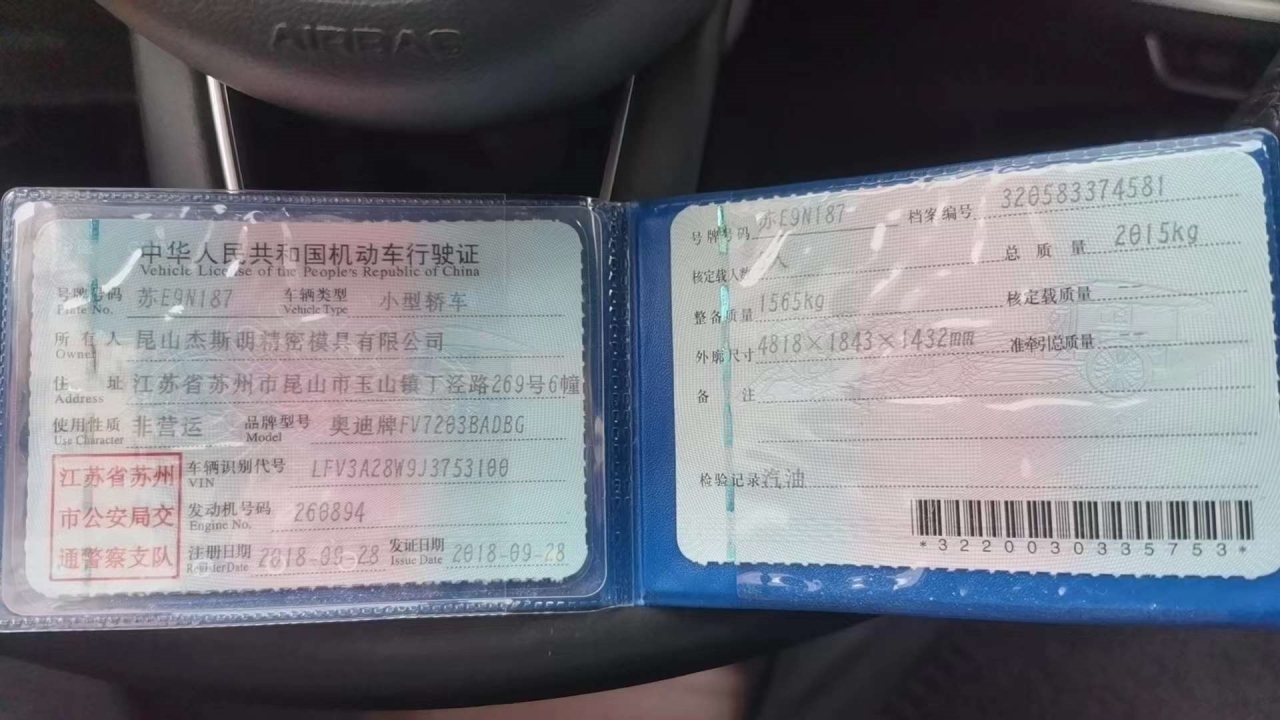 AIRBAG
中华人民共和国机动车行驶证
Vehicle License of the People's Republic of China
号牌号码 苏E9N187 车辆类型 小型轿车
Plate No. Vehicle Type
所有人 昆山杰斯朗精密模具有限公司
Owner
住址 江苏省苏州市昆山市玉山镇丁泾路269号6幢
Address
使用性质 非营运 品牌型号 奥迪牌FV7203BADBG
Use Character Model
江苏省苏州
市公安局交
通警察支队
车辆识别代号 LFV3A28W9J3753100
VIN
发动机号码 260894
Engine No.
注册日期 2018-09-28 发证日期 2018-09-28
Register Date Issue Date
号牌号码 苏E9N187 档案编号 320583374581
核定载人数 人 总质量 2015kg
整备质量 1565kg 核定载质量
外廓尺寸 4818×1843×1432mm 准牵引总质量
备注
检验记录 汽油
*3220030335753*